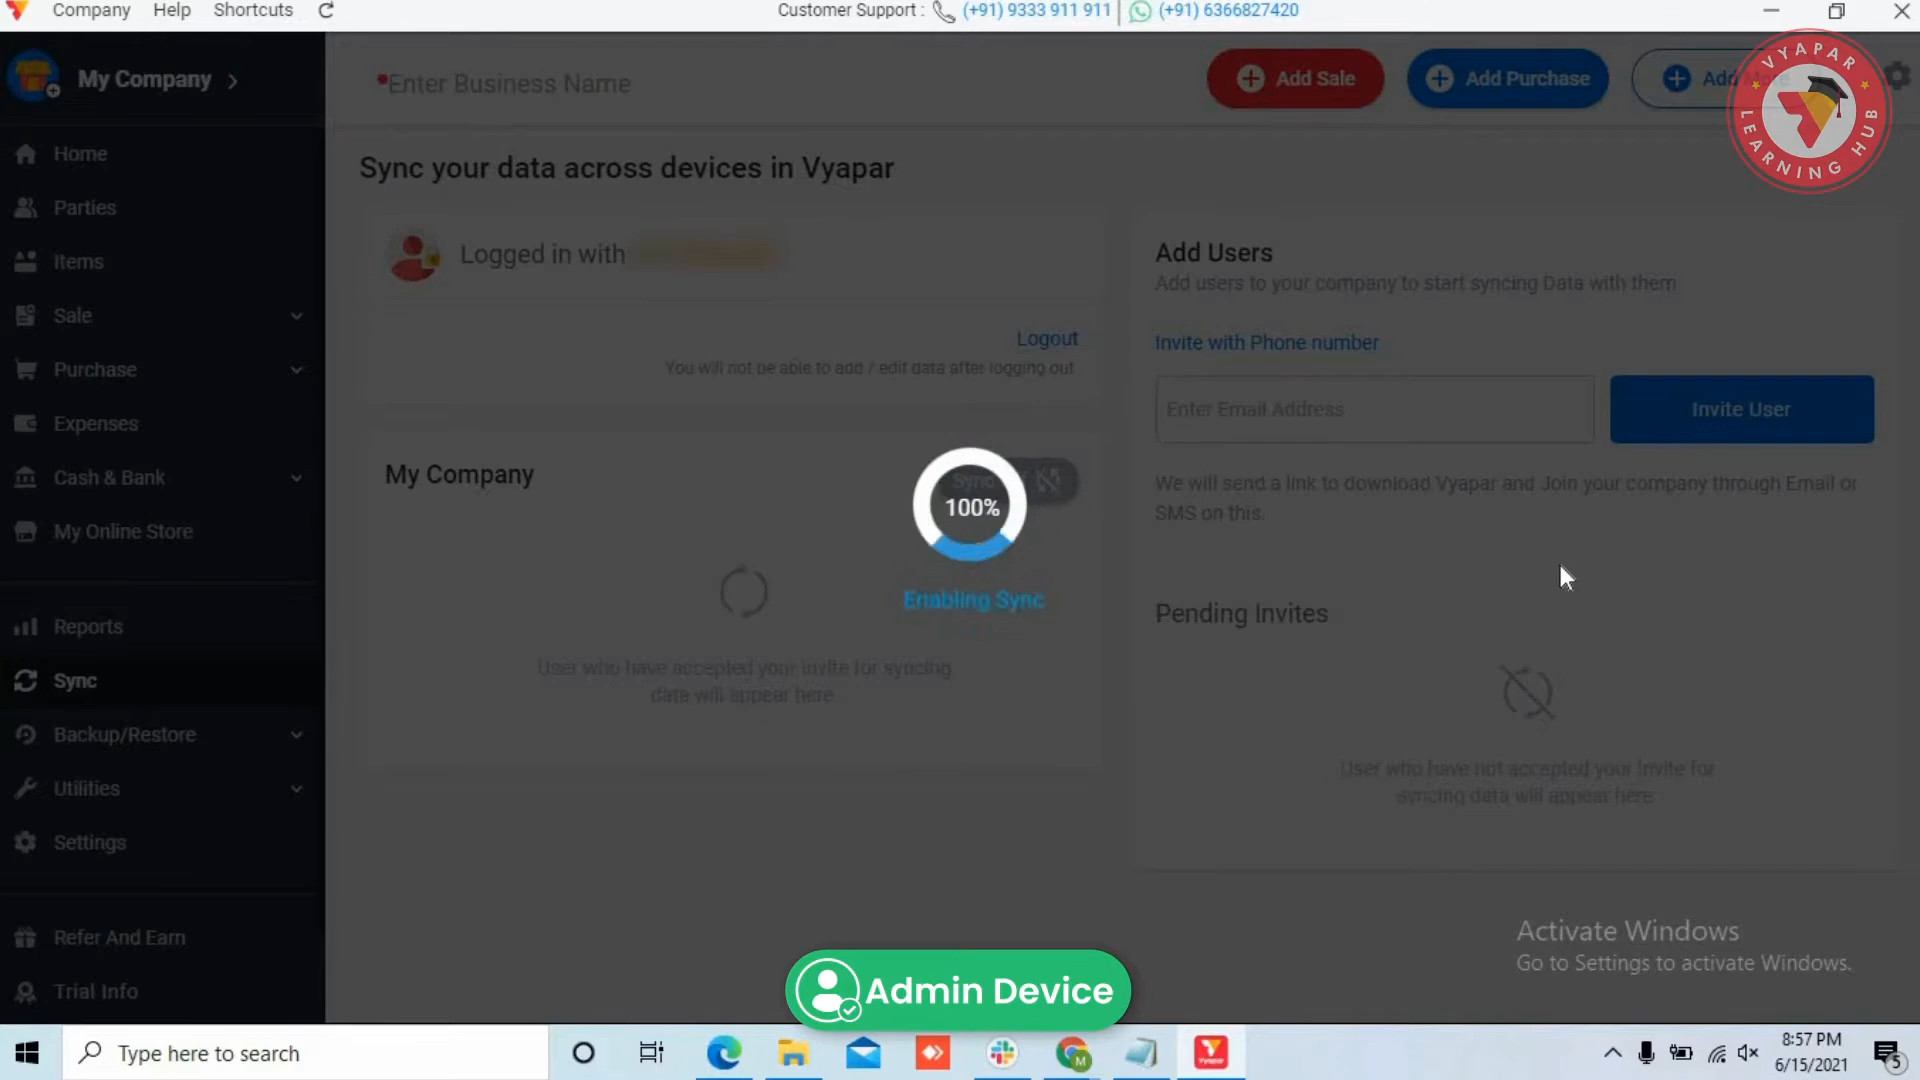 Company Help Shortcuts
Customer Support : (+91) 9333 911 911 (+91) 6366827420
My Company
Enter Business Name
Add Sale
Add Purchase
VYAPAR LEARNING HUB
Home
Parties
Items
Sale
Purchase
Expenses
Cash & Bank
My Online Store
Reports
Sync
Backup/Restore
Utilities
Settings
Refer And Earn
Trial Info
Sync your data across devices in Vyapar
Logged in with
Logout
You will not be able to add / edit data after logging out
My Company
Sync
100%
Enabling Sync
User who have accepted your invite for syncing
data will appear here
Add Users
Add users to your company to start syncing Data with them
Invite with Phone number
Enter Email Address
Invite User
We will send a link to download Vyapar and Join your company through Email or
SMS on this.
Pending Invites
User who have not accepted your invite for
syncing data will appear here
Activate Windows
Go to Settings to activate Windows.
Admin Device
Type here to search
M
Vyapar
8:57 PM
6/15/2021
5